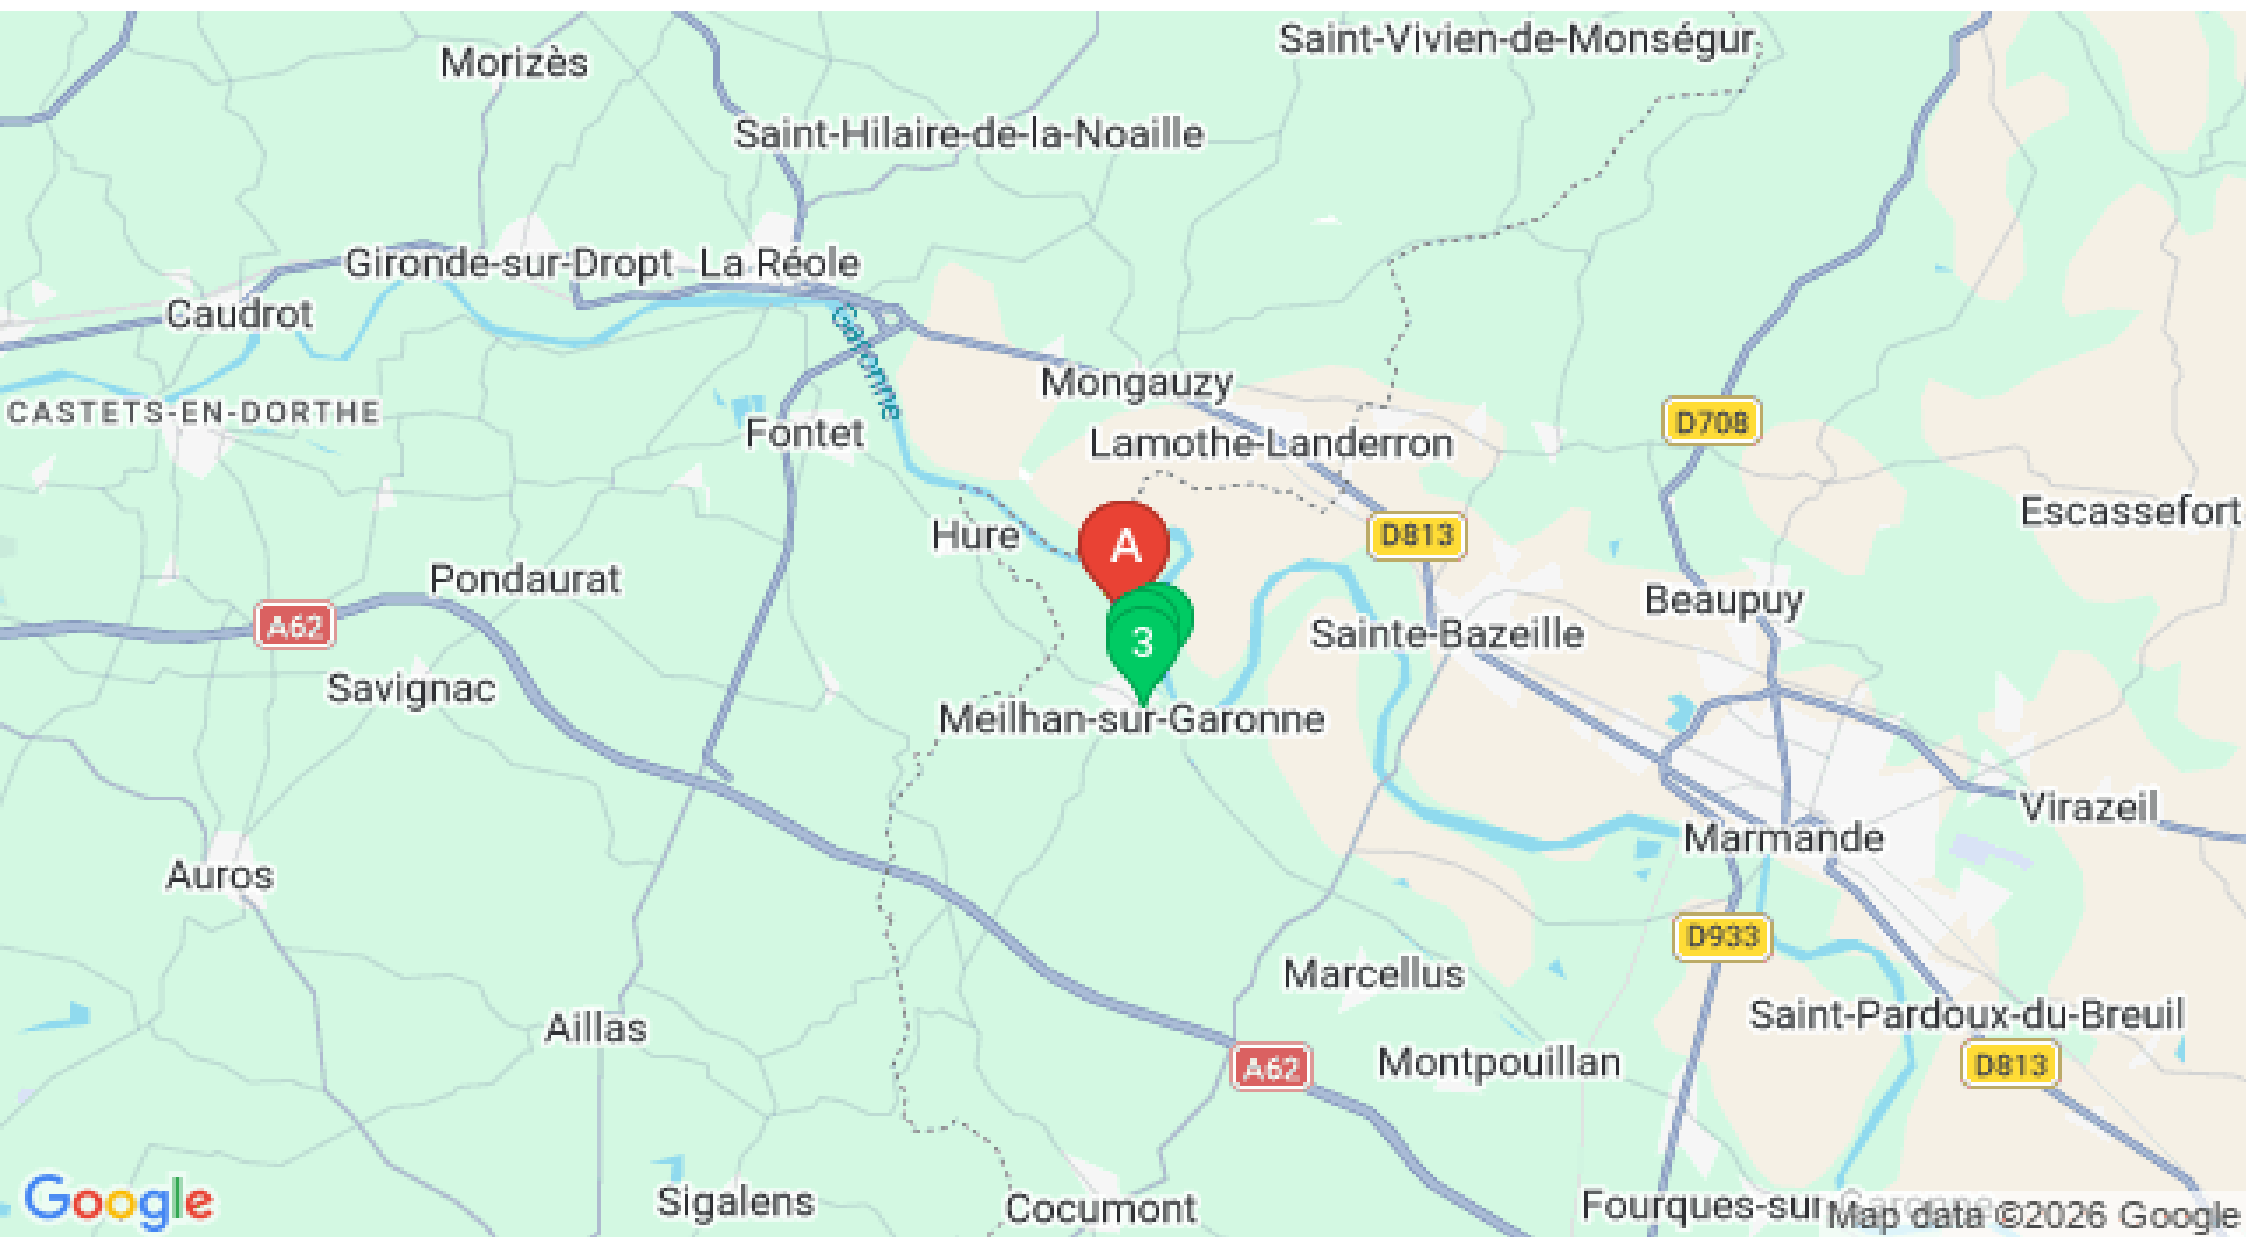 Saint-Vivien-de-Monségur
Morizès
Saint-Hilaire-de-la-Noaille
Gironde-sur-Dropt
La Réole
Caudrot
Garonne
Mongauzy
CASTETS-EN-DORTHE
D708
Fontet
Lamothe-Landerron
Escassefort
Hure
A
D813
Pondaurat
Beaupuy
A62
Sainte-Bazeille
3
Savignac
Meilhan-sur-Garonne
Virazeil
Marmande
Auros
D933
Marcellus
Saint-Pardoux-du-Breuil
Aillas
Montpouillan
A62
D813
Google
Sigalens
Cocumont
Fourques-sur-Garonne
Map data ©2026 Google